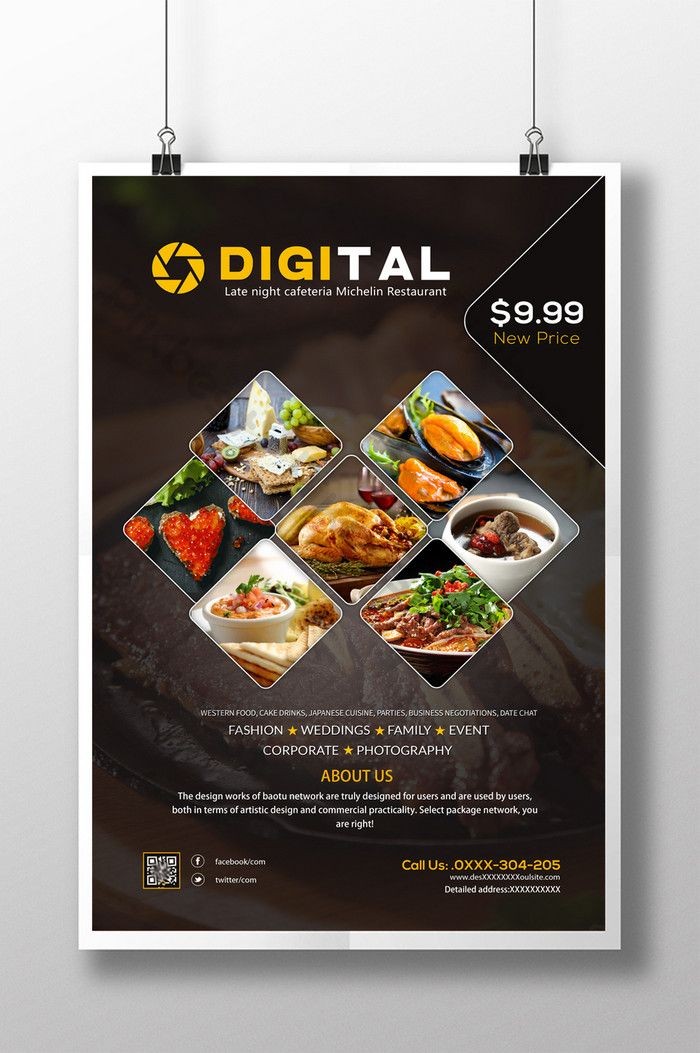 DIGITAL
Late night cafeteria Michelin Restaurant
$9.99
New Price
WESTERN FOOD, CAKE DRINKS, JAPANESE CUISINE, PARTIES, BUSINESS NEGOTIATIONS, DATE CHAT
FASHION ★ WEDDINGS ★ FAMILY ★ EVENT
CORPORATE ★ PHOTOGRAPHY
ABOUT US
The design works of baotu network are truly designed for users and are used by users,
both in terms of artistic design and commercial practicality. Select package network, you
are right!
facebook/com
twitter/com
Call Us: .0XXX-304-205
www.desXXXXXXXXoulsite.com
Detailed address:XXXXXXXXXX